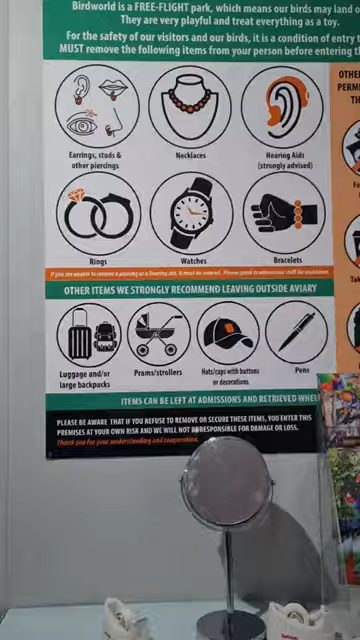 Birdworld is a FREE-FLIGHT park, which means our birds may land o
They are very playful and treat everything as a toy.
For the safety of our visitors and our birds, it is a condition of entry t
MUST remove the following items from your person before entering th
Earrings, studs &
other piercings
Necklaces
Hearing Aids
(strongly advised)
Rings
Watches
Bracelets
If you are unable to remove a piercing or a Hearing Aid, it must be covered. Please speak to admissions staff for assistance.
OTHER ITEMS WE STRONGLY RECOMMEND LEAVING OUTSIDE AVIARY
Luggage and/or
large backpacks
Prams/strollers
Hats/caps with buttons
or decorations
Pens
ITEMS CAN BE LEFT AT ADMISSIONS AND RETRIEVED WHEN
PLEASE BE AWARE THAT IF YOU REFUSE TO REMOVE OR SECURE THESE ITEMS, YOU ENTER THIS
PREMISES AT YOUR OWN RISK AND WE WILL NOT BE RESPONSIBLE FOR DAMAGE OR LOSS.
Thank you for your understanding and cooperation.
OTHE
PERM
TH
Fo
Tak